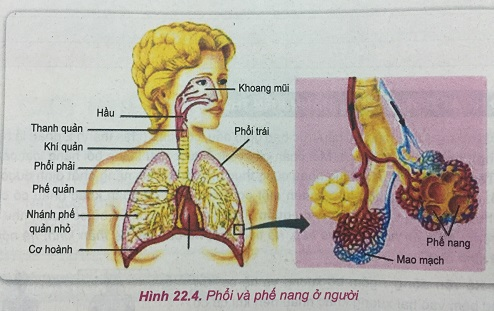 Khoang mũi
Hầu
Thanh quản
Phổi trái
Khí quản
Phổi phải
Phế quản
Nhánh phế
quản nhỏ
Cơ hoành
Phế nang
Mao mạch
Hình 22.4. Phổi và phế nang ở người